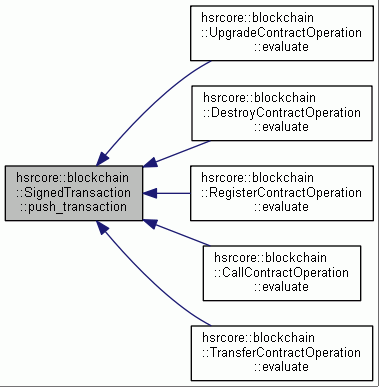 hsrcore::blockchain
::UpgradeContractOperation
::evaluate
hsrcore::blockchain
::DestroyContractOperation
::evaluate
hsrcore::blockchain
::SignedTransaction
::push_transaction
hsrcore::blockchain
::RegisterContractOperation
::evaluate
hsrcore::blockchain
::CallContractOperation
::evaluate
hsrcore::blockchain
::TransferContractOperation
::evaluate